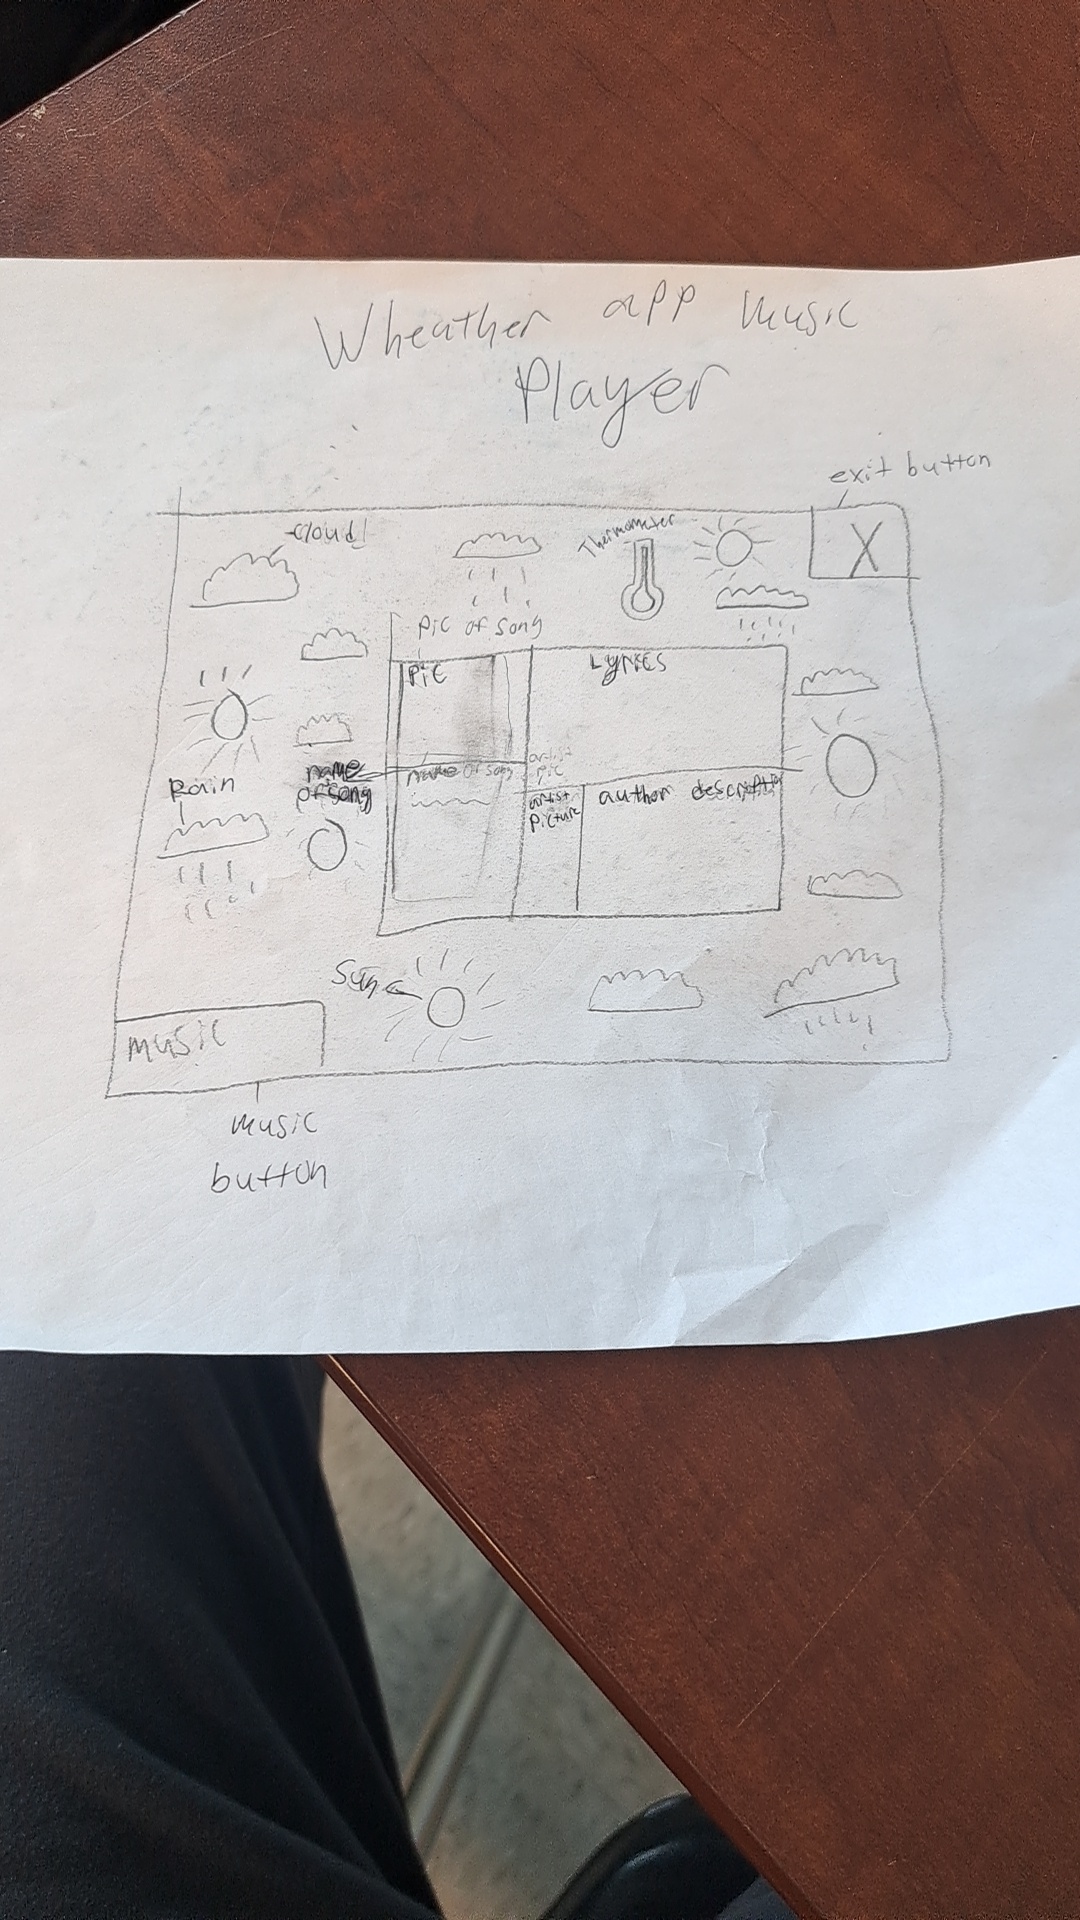 Wheather app music
Player
exit button
X
cloud!
Thermometer
pic of song
pic
Lyrics
name of song
artist
pic
name
of song
artist
picture
author description
Rain
Sun
music
music
button